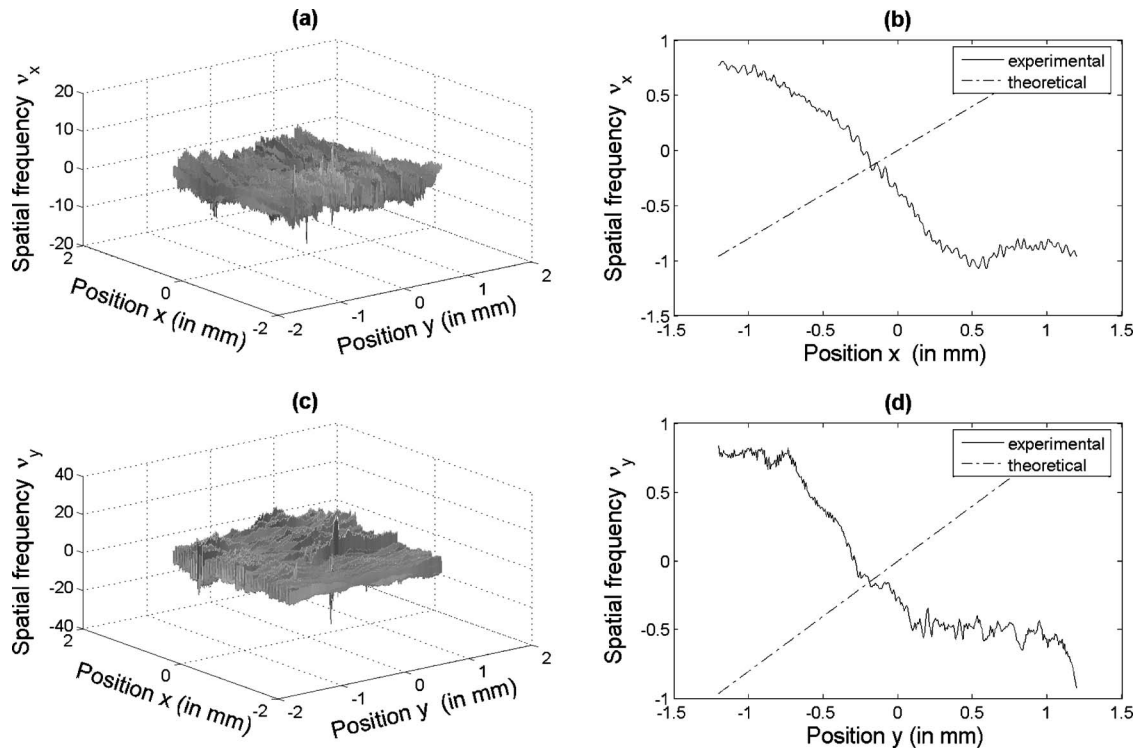 (a)
Spatial frequency νx
20
10
0
-10
-20
2
0
-2
Position x (in mm)
-2
-1
0
1
2
Position y (in mm)
(b)
experimental
theoretical
Spatial frequency νx
1
0.5
0
-0.5
-1
-1.5
-1.5
-1
-0.5
0
0.5
1
1.5
Position x (in mm)
(c)
Spatial frequency νy
40
20
0
-20
-40
2
0
-2
Position x (in mm)
-2
-1
0
1
2
Position y (in mm)
(d)
experimental
theoretical
Spatial frequency νy
1
0.5
0
-0.5
-1
-1.5
-1
-0.5
0
0.5
1
1.5
Position y (in mm)